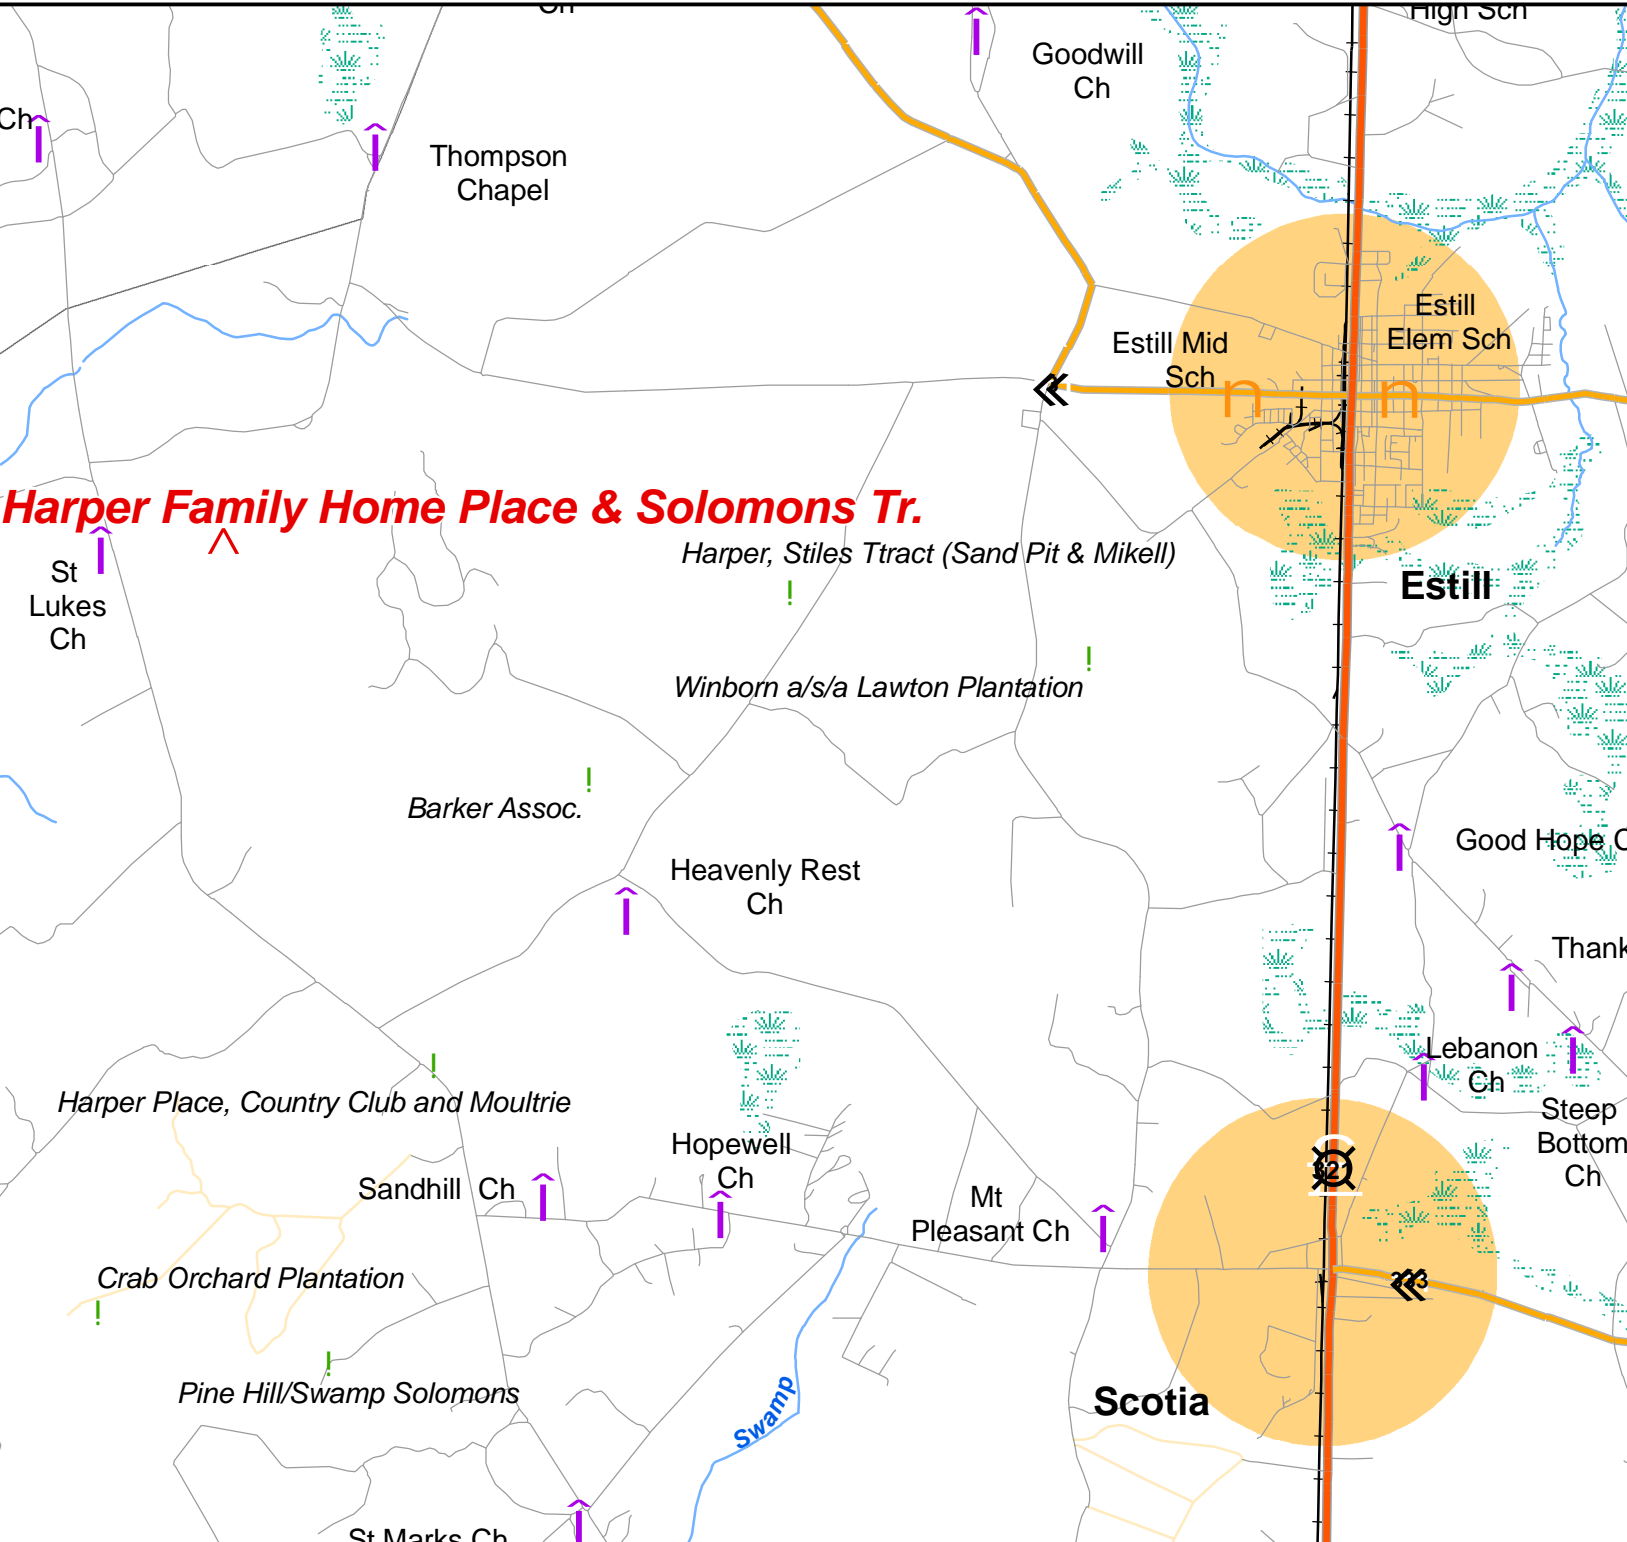 High Sch
Goodwill
Ch
Ch
Thompson
Chapel
Estill
Elem Sch
Estill Mid
Sch
Harper Family Home Place & Solomons Tr.
Harper, Stiles Ttract (Sand Pit & Mikell)
St
Lukes
Ch
Estill
Winborn a/s/a Lawton Plantation
Barker Assoc.
Good Hope C
Heavenly Rest
Ch
Thank
Lebanon
Ch
Harper Place, Country Club and Moultrie
Steep
Bottom
Ch
Hopewell
Ch
Sandhill Ch
321
Mt
Pleasant Ch
Crab Orchard Plantation
333
Pine Hill/Swamp Solomons
Scotia
Swamp
St Marks Ch